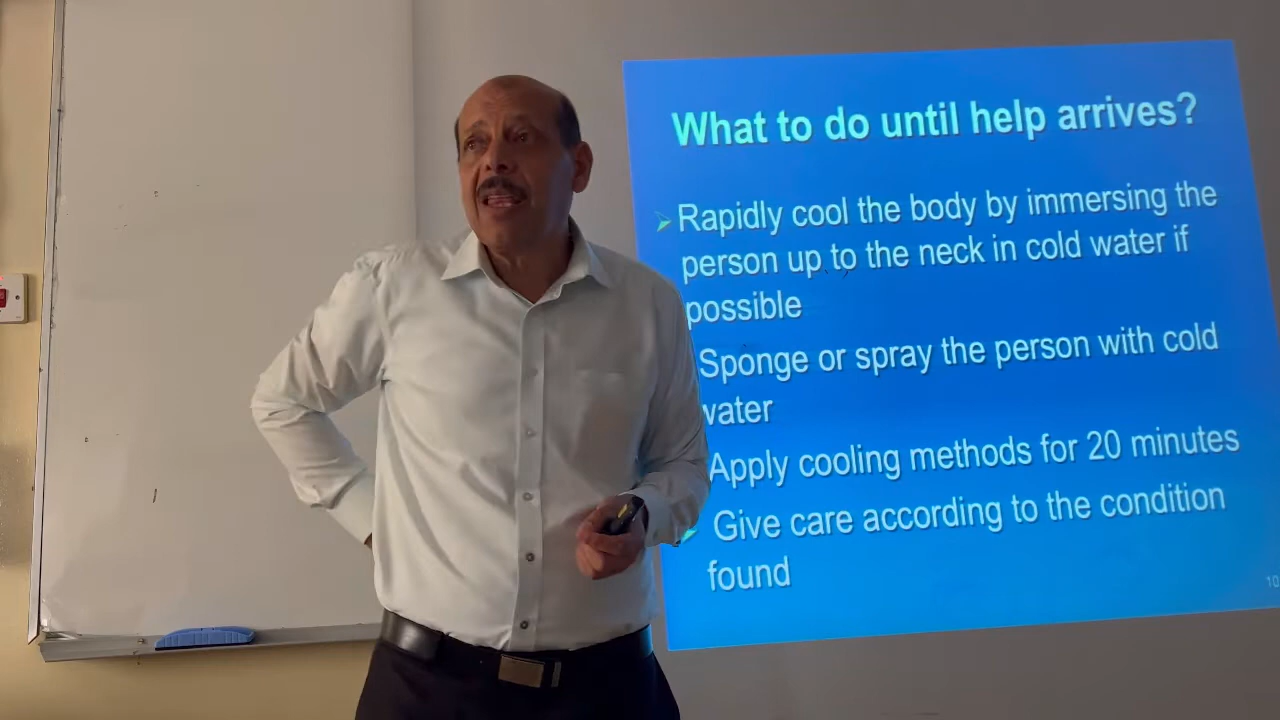 What to do until help arrives?
Rapidly cool the body by immersing the
person up to the neck in cold water if
possible
Sponge or spray the person with cold
water
Apply cooling methods for 20 minutes
Give care according to the condition
found
10